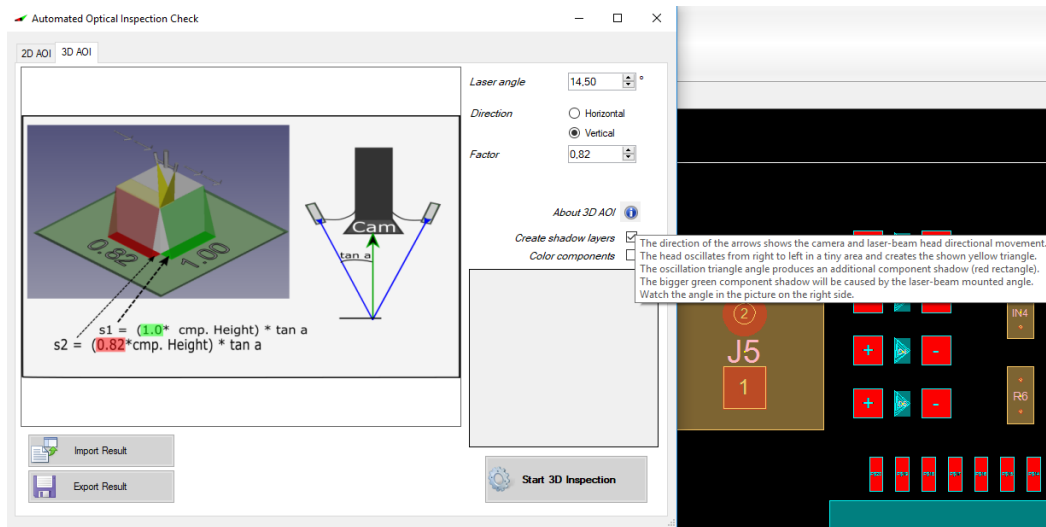 Automated Optical Inspection Check
2D AOI 3D AOI
Laser angle 14,50 °
Direction Horizontal
Vertical
Factor 0,82
0.82 1.00
Cam
tan a
s1 = (1.0* cmp. Height) * tan a
s2 = (0.82*cmp. Height) * tan a
About 3D AOI
Create shadow layers
Color components
The direction of the arrows shows the camera and laser-beam head directional movement.
The head oscillates from right to left in a tiny area and creates the shown yellow triangle.
The oscillation triangle angle produces an additional component shadow (red rectangle).
The bigger green component shadow will be caused by the laser-beam mounted angle.
Watch the angle in the picture on the right side.
Import Result
Export Result
Start 3D Inspection
2
J5
1
IN4
+ -
R6
+ -